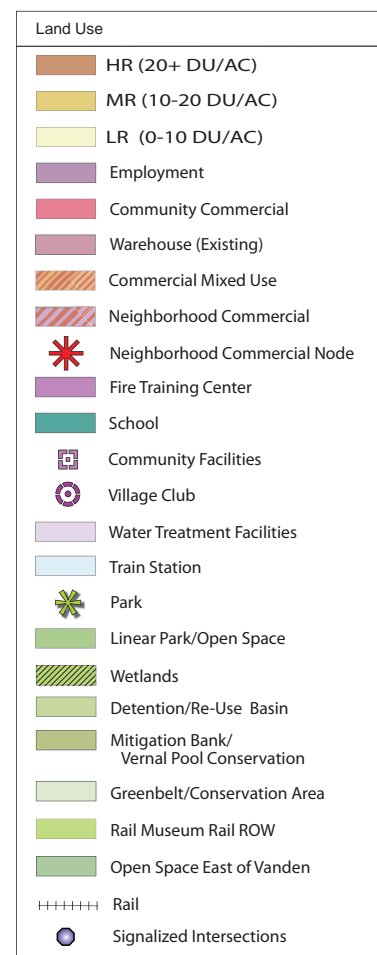 Land Use
HR (20+ DU/AC)
MR (10-20 DU/AC)
LR (0-10 DU/AC)
Employment
Community Commercial
Warehouse (Existing)
Commercial Mixed Use
Neighborhood Commercial
Neighborhood Commercial Node
Fire Training Center
School
Community Facilities
Village Club
Water Treatment Facilities
Train Station
Park
Linear Park/Open Space
Wetlands
Detention/Re-Use Basin
Mitigation Bank/
Vernal Pool Conservation
Greenbelt/Conservation Area
Rail Museum Rail ROW
Open Space East of Vanden
Rail
Signalized Intersections